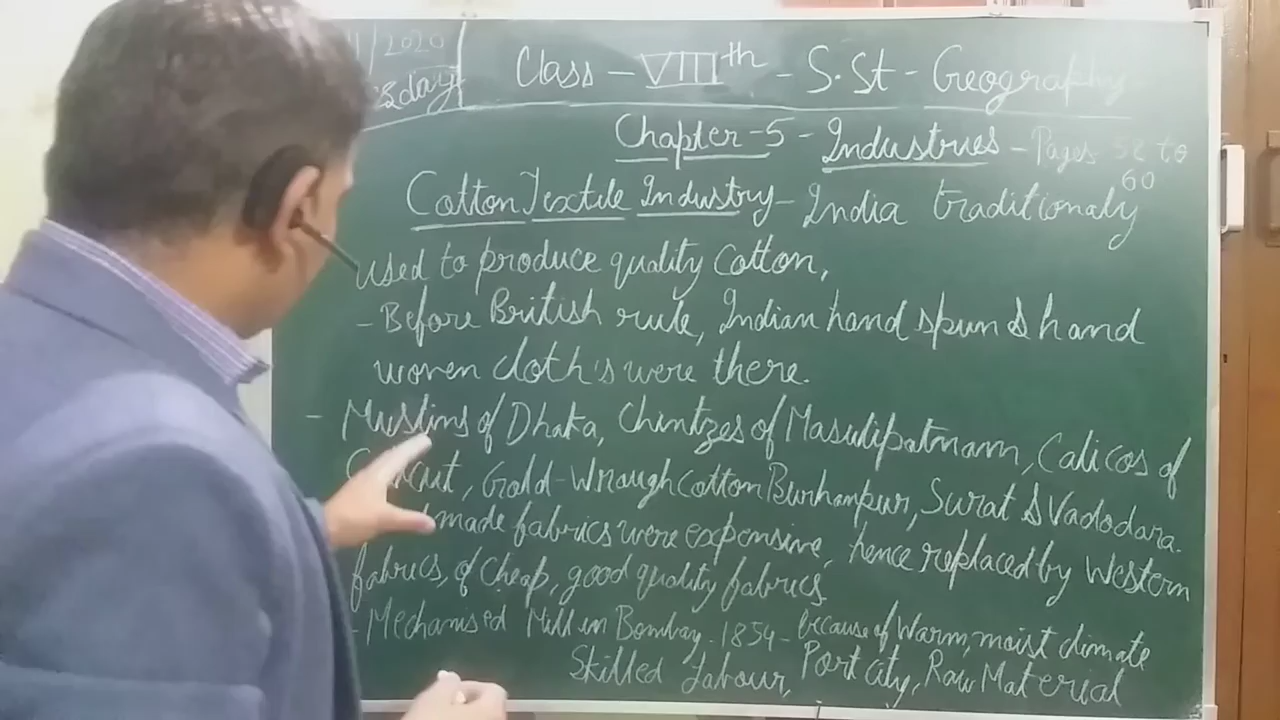 /2020
sday
Class - VIIIth - S.St - Geography
Chapter-5 - Industries - Pages to
60
Cotton Textile Industry - India traditionaly
used to produce quality Cotton,
- Before British rule, Indian hand spun & hand
woven cloth's were there.
- Muslins of Dhaka, Chintzes of Masulipatnam, Calicos of
Gold-Wrough Cotton Burhanpur, Surat & Vadodara.
made fabrics were expensive, hence replaced by Western
fabrics, of cheap, good quality fabrics.
- Mechanised Mill in Bombay - 1854 - because of Warm, moist climate
Skilled Labour, Port City, Raw Material